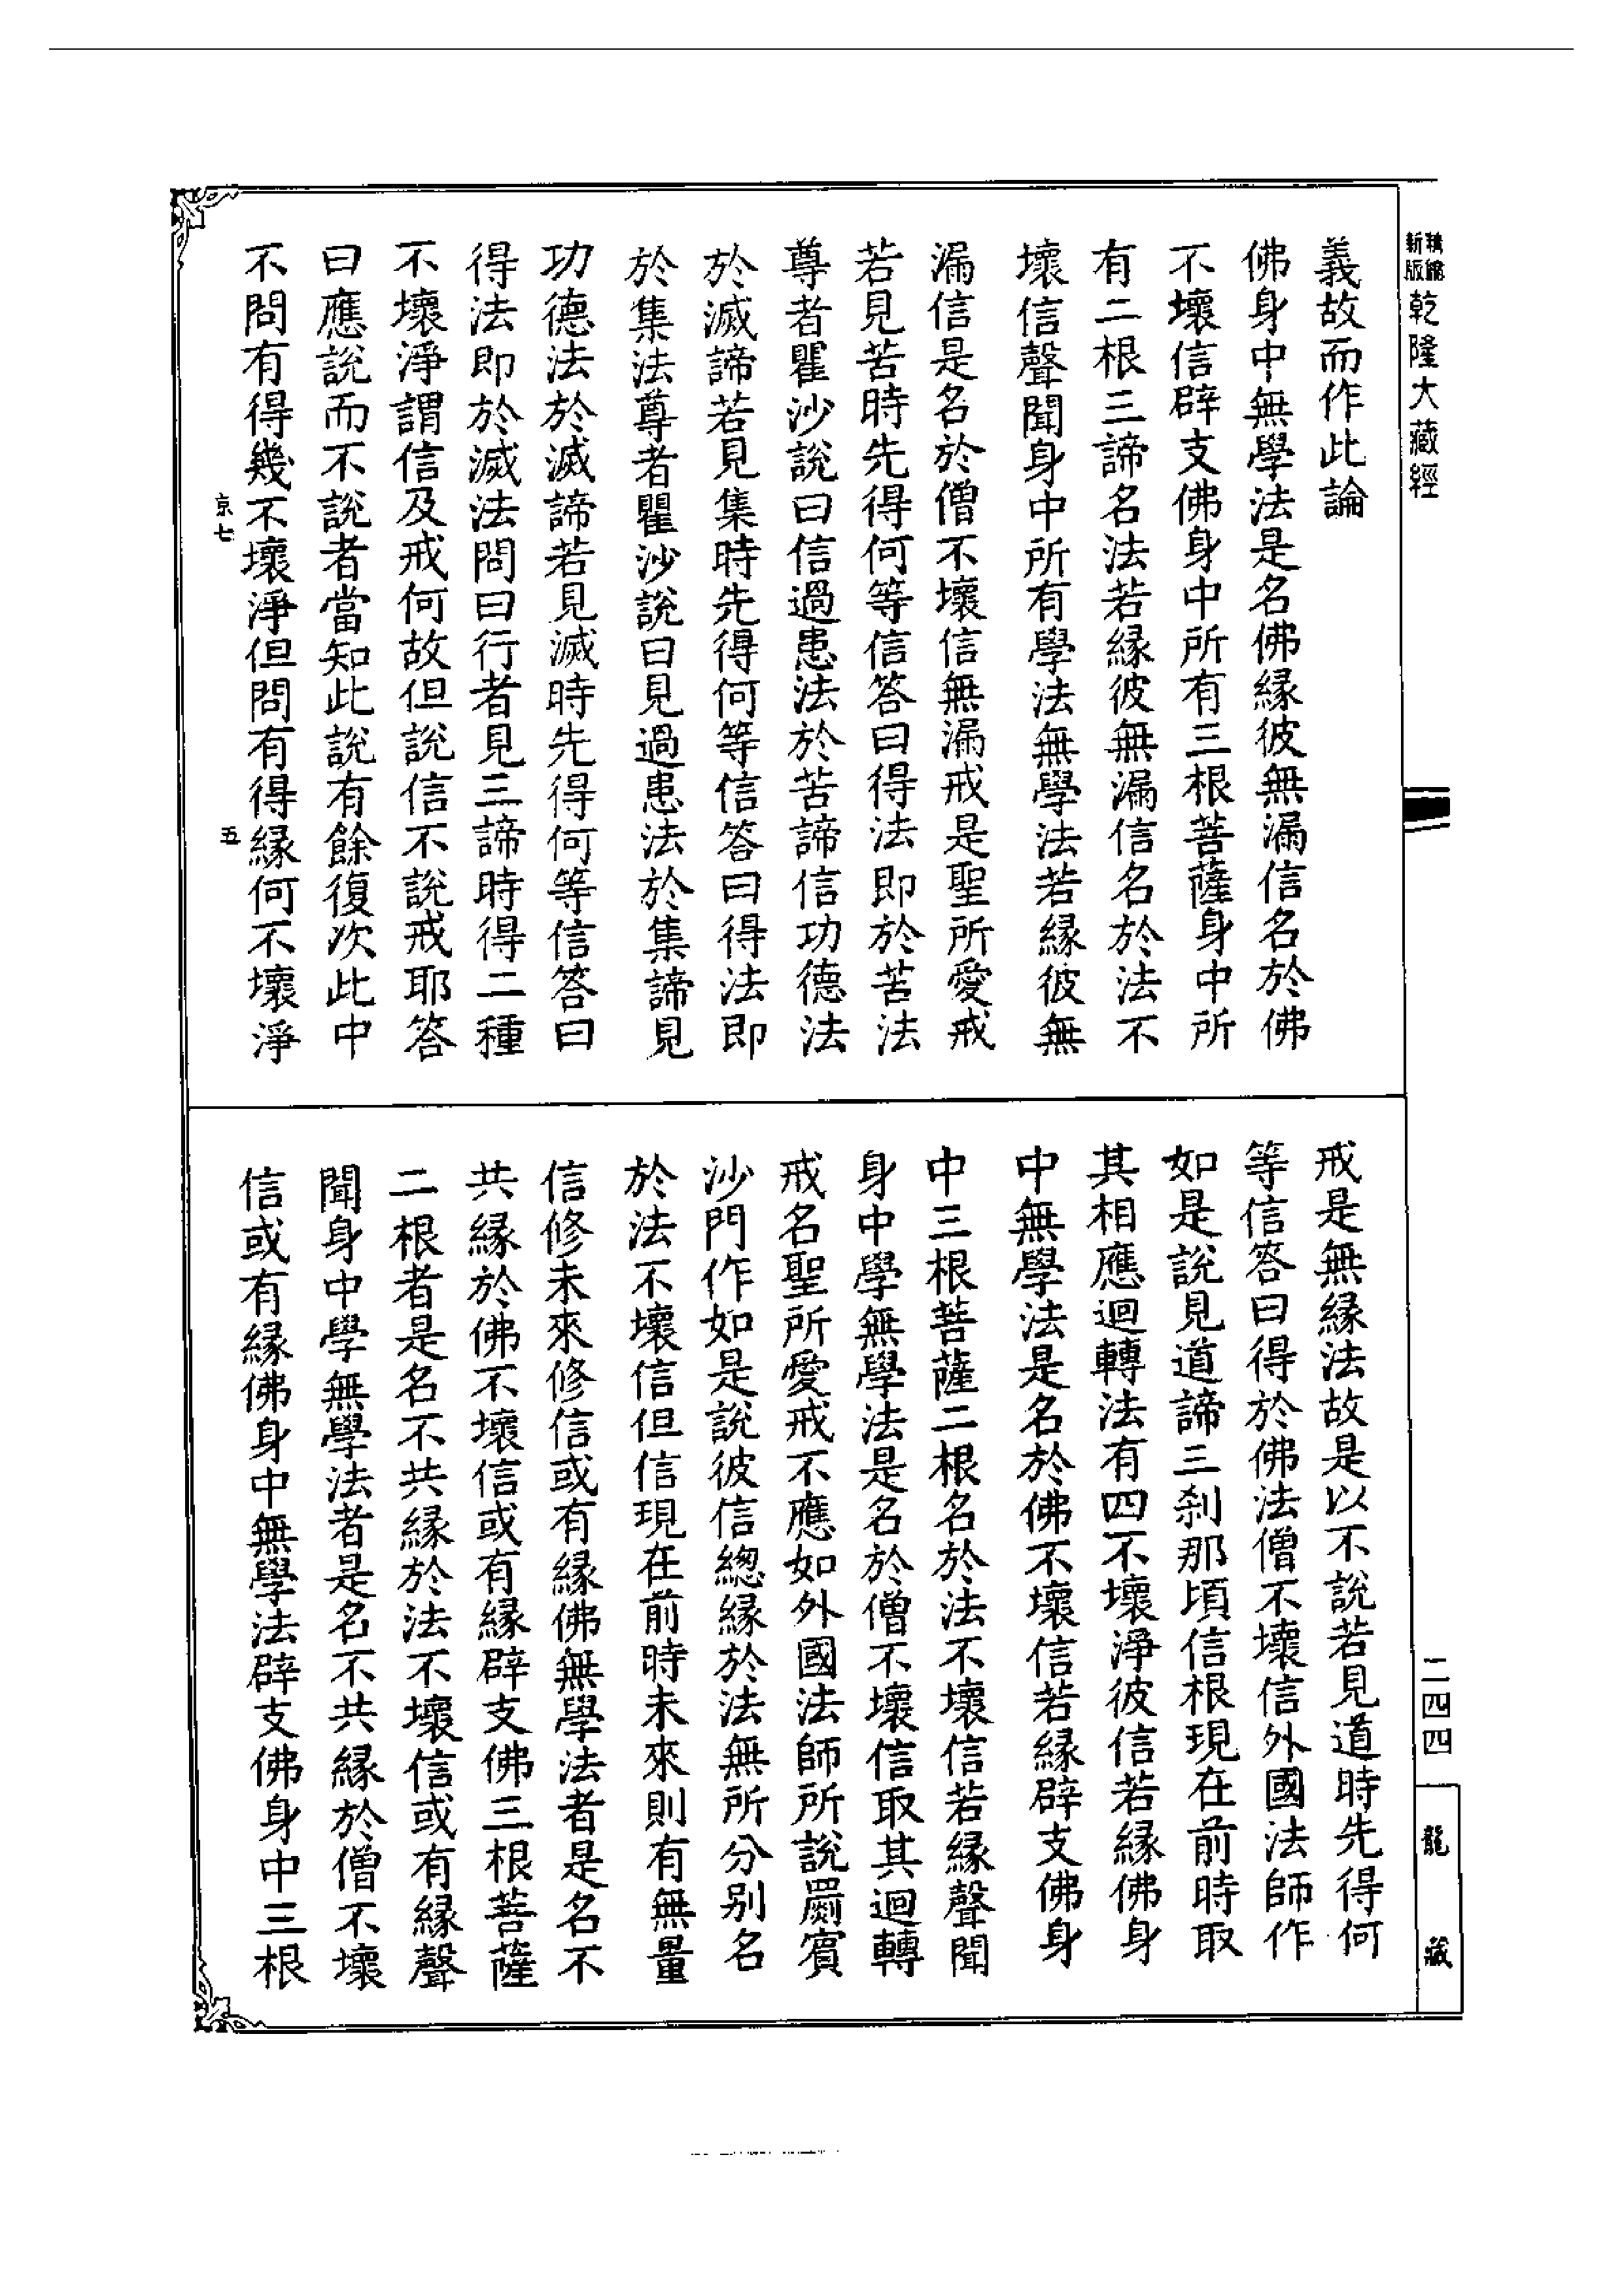 新編
新版
乾隆大藏經
義故而作此論
佛身中無學法是名佛緣彼無漏信名於佛
不壞信辟支佛身中所有三根菩薩身中所
有二根三諦名法若緣彼無漏信名於法不
壞信聲聞身中所有學法無學法若緣彼無
漏信是名於僧不壞信無漏戒是聖所愛戒
若見苦時先得何等信答曰得法即於苦法
尊者瞿沙說曰信過患法於苦諦信功德法
於滅諦若見集時先得何等信答曰得法即
於集法尊者瞿沙說曰見過患法於集諦見
功德法於滅諦若見滅時先得何等信答曰
得法即於滅法問曰行者見三諦時得二種
不壞淨謂信及戒何故但說信不說戒耶答
曰應說而不說者當知此說有餘復次此中
不問有得幾不壞淨但問有得緣何不壞淨
京七
五
戒是無緣法故是以不說若見道時先得何
等信答曰得於佛法僧不壞信外國法師作
如是說見道諦三剎那頃信根現在前時取
其相應迴轉法有四不壞淨彼信若緣佛身
中無學法是名於佛不壞信若緣辟支佛身
中三根菩薩二根名於法不壞信若緣聲聞
身中學無學法是名於僧不壞信取其迴轉
戒名聖所愛戒不應如外國法師所說罽賓
沙門作如是說彼信總緣於法無所分別名
於法不壞信但信現在前時未來則有無量
信修未來修信或有緣佛無學法者是名不
共緣於佛不壞信或有緣辟支佛三根菩薩
二根者是名不共緣於法不壞信或有緣聲
聞身中學無學法者是名不共緣於僧不壞
信或有緣佛身中無學法辟支佛身中三根
二四四
龍藏